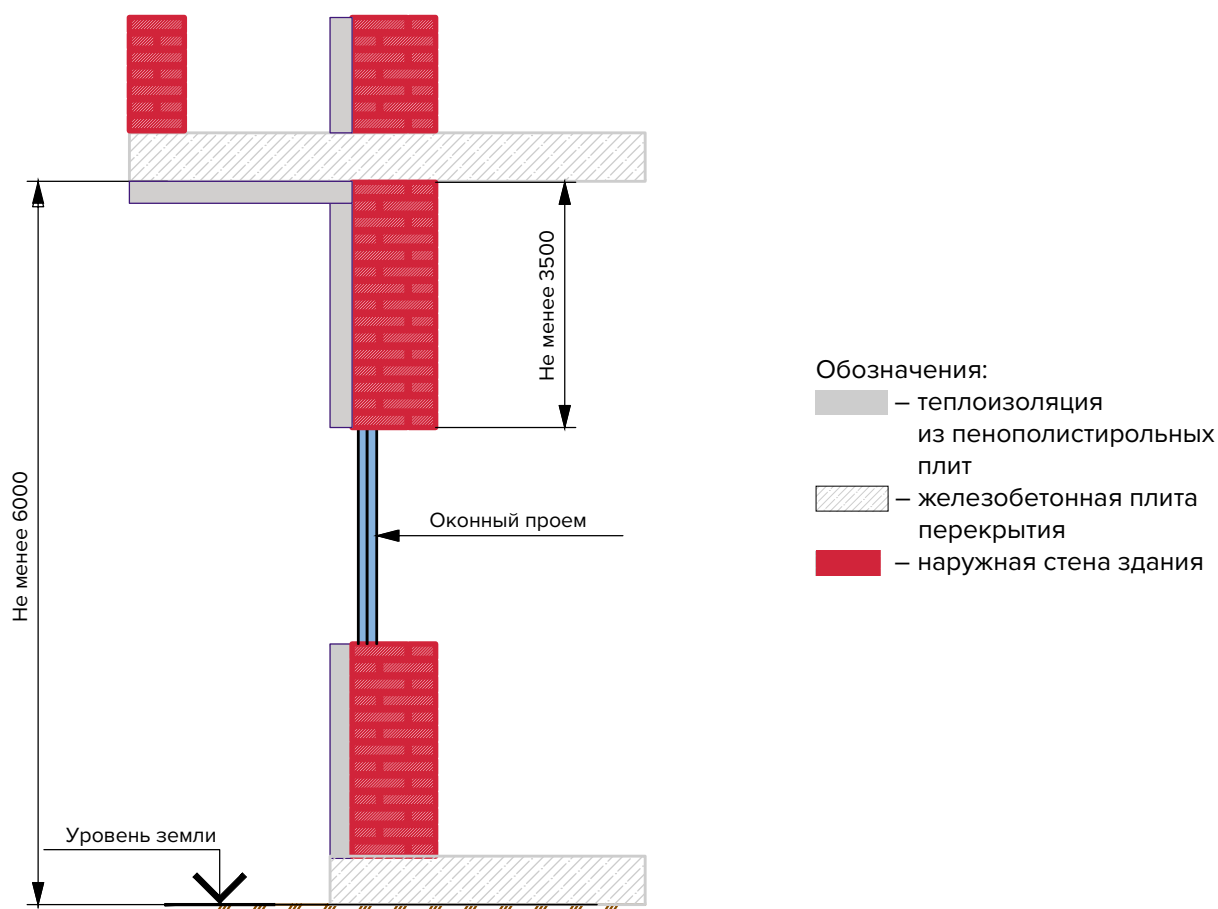 Не менее 6000
Не менее 3500
Оконный проем
Уровень земли
Обозначения:
– теплоизоляция
из пенополистирольных
плит
– железобетонная плита
перекрытия
– наружная стена здания